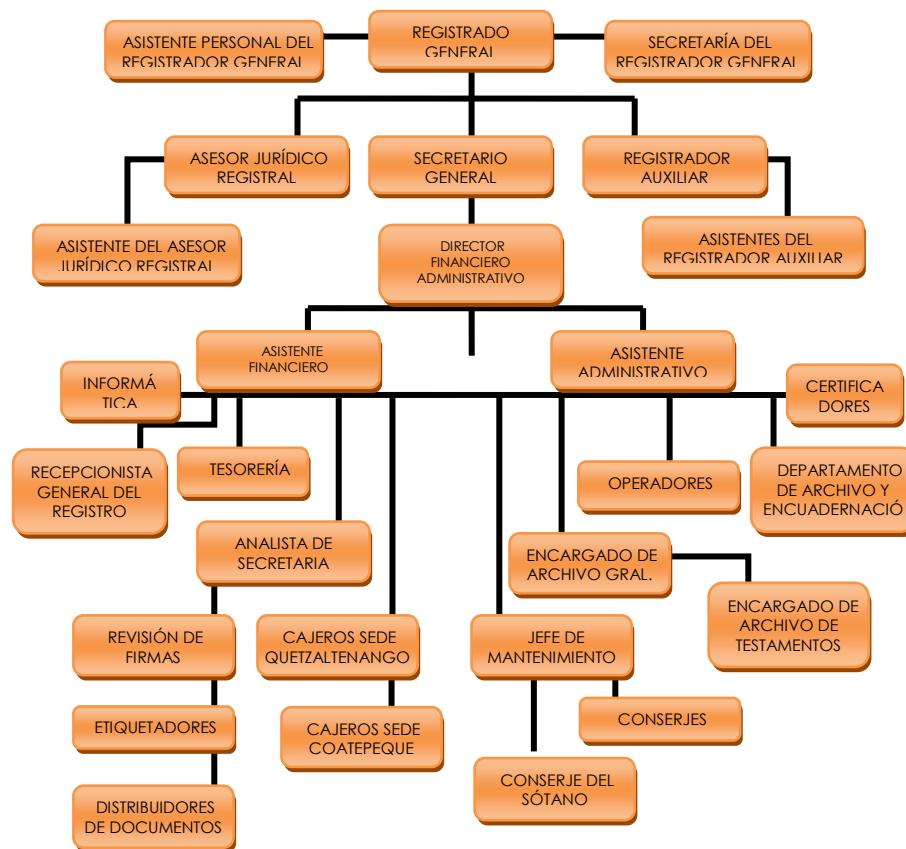 ASISTENTE PERSONAL DEL
REGISTRADOR GENERAL
REGISTRADO
GENERAL
SECRETARÍA DEL
REGISTRADOR GENERAL
ASESOR JURÍDICO
REGISTRAL
SECRETARIO
GENERAL
REGISTRADOR
AUXILIAR
ASISTENTE DEL ASESOR
JURÍDICO REGISTRAL
DIRECTOR
FINANCIERO
ADMINISTRATIVO
ASISTENTES DEL
REGISTRADOR AUXILIAR
ASISTENTE
FINANCIERO
ASISTENTE
ADMINISTRATIVO
INFORMÁ
TICA
CERTIFICA
DORES
RECEPCIONISTA
GENERAL DEL
REGISTRO
TESORERÍA
OPERADORES
DEPARTAMENTO
DE ARCHIVO Y
ENCUADERNACIÓ
ANALISTA DE
SECRETARIA
ENCARGADO DE
ARCHIVO GRAL.
ENCARGADO DE
ARCHIVO DE
TESTAMENTOS
REVISIÓN DE
FIRMAS
CAJEROS SEDE
QUETZALTENANGO
JEFE DE
MANTENIMIENTO
ETIQUETADORES
CAJEROS SEDE
COATEPEQUE
CONSERJES
DISTRIBUIDORES
DE DOCUMENTOS
CONSERJE DEL
SÓTANO